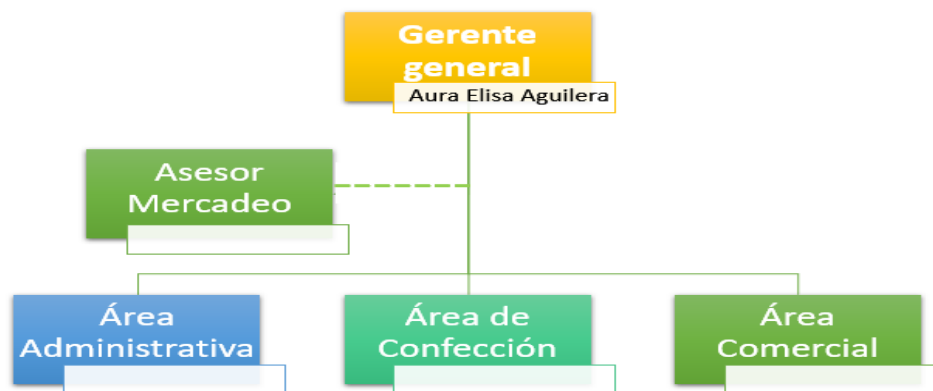 Gerente
general
Aura Elisa Aguilera
Asesor
Mercadeo
Área
Administrativa
Área de
Confección
Área
Comercial